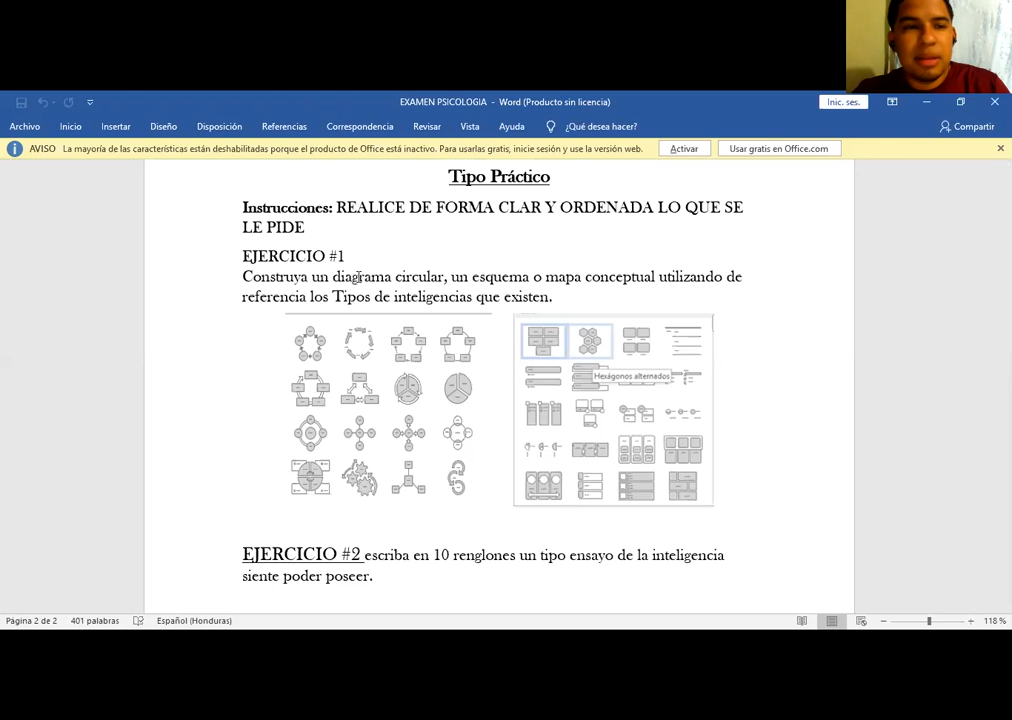 EXAMEN PSICOLOGIA - Word (Producto sin licencia)
Inic. ses.
Archivo Inicio Insertar Diseño Disposición Referencias Correspondencia Revisar Vista Ayuda ¿Qué desea hacer? Compartir
AVISO La mayoría de las características están deshabilitadas porque el producto de Office está inactivo. Para usarlas gratis, inicie sesión y use la versión web. Activar Usar gratis en Office.com
Tipo Práctico
Instrucciones: REALICE DE FORMA CLAR Y ORDENADA LO QUE SE
LE PIDE
EJERCICIO #1
Construya un diagrama circular, un esquema o mapa conceptual utilizando de
referencia los Tipos de inteligencias que existen.
Hexágonos alternados
EJERCICIO #2 escriba en 10 renglones un tipo ensayo de la inteligencia
siente poder poseer.
Página 2 de 2 401 palabras Español (Honduras) 118 %